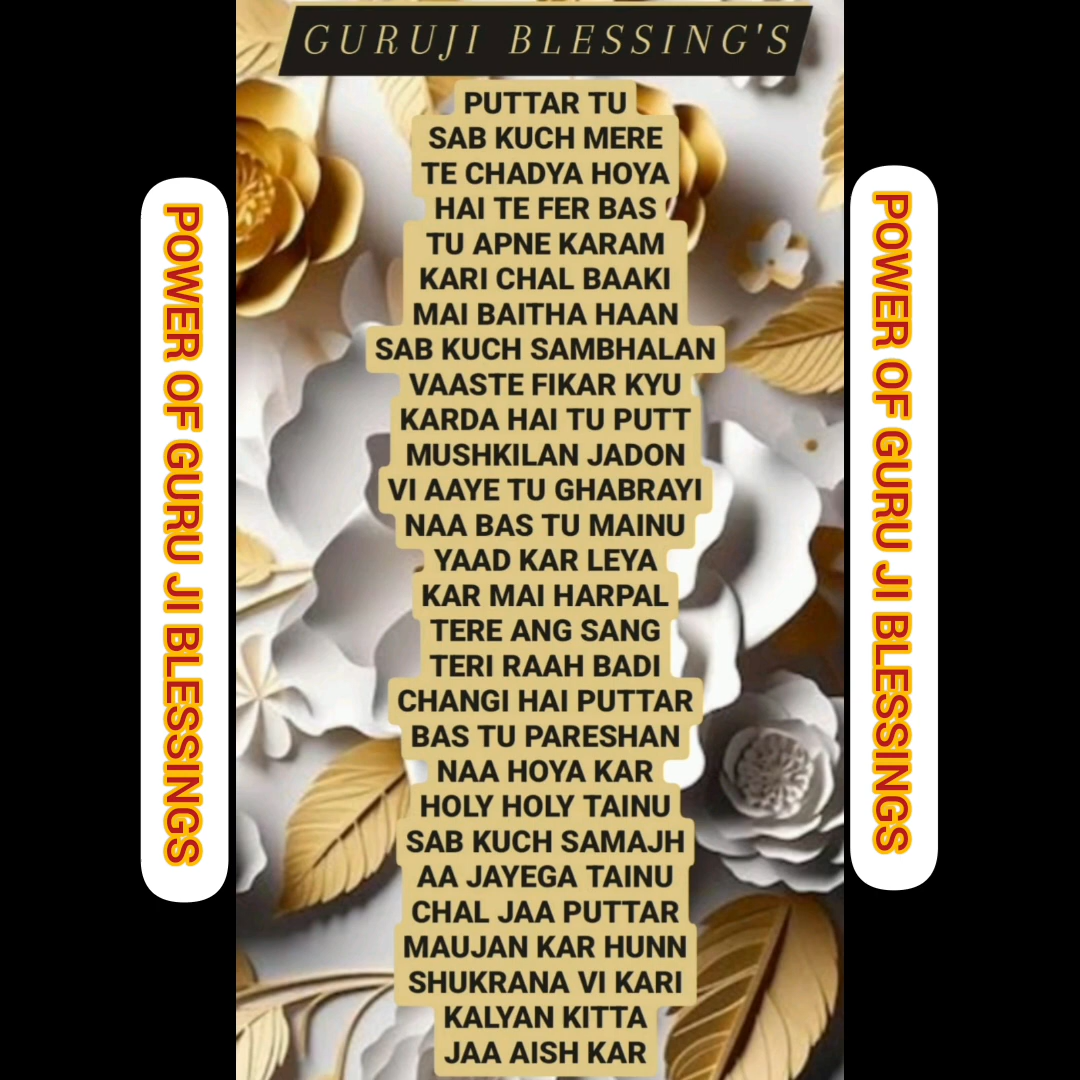 GURUJI BLESSING'S
PUTTAR TU
SAB KUCH MERE
TE CHADYA HOYA
HAI TE FER BAS
TU APNE KARAM
KARI CHAL BAAKI
MAI BAITHA HAAN
SAB KUCH SAMBHALAN
VAASTE FIKAR KYU
KARDA HAI TU PUTT
MUSHKILAN JADON
VI AAYE TU GHABRAYI
NAA BAS TU MAINU
YAAD KAR LEYA
KAR MAI HARPAL
TERE ANG SANG
TERI RAAH BADI
CHANGI HAI PUTTAR
BAS TU PARESHAN
NAA HOYA KAR
HOLY HOLY TAINU
SAB KUCH SAMAJH
AA JAYEGA TAINU
CHAL JAA PUTTAR
MAUJAN KAR HUNN
SHUKRANA VI KARI
KALYAN KITTA
JAA AISH KAR
POWER OF GURU JI BLESSINGS
POWER OF GURU JI BLESSINGS